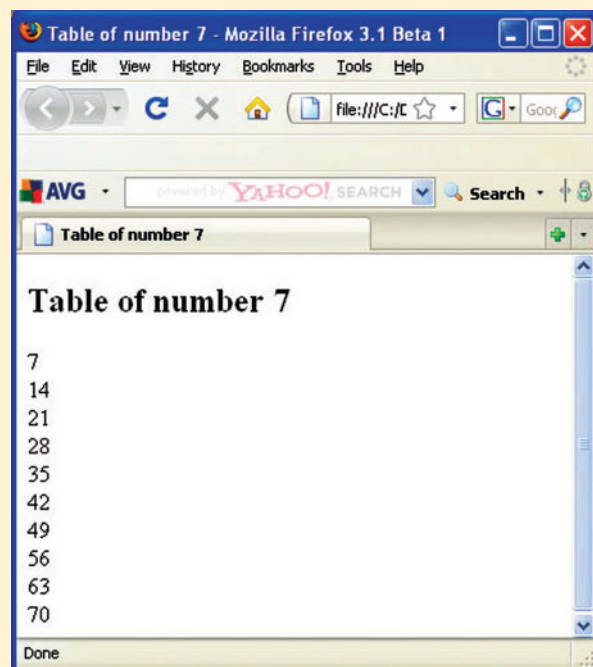 Table of number 7 - Mozilla Firefox 3.1 Beta 1
File Edit View History Bookmarks Tools Help
file:///C:/D G Goo
AVG powered by YAHOO! SEARCH Search
Table of number 7
Table of number 7
7
14
21
28
35
42
49
56
63
70
Done